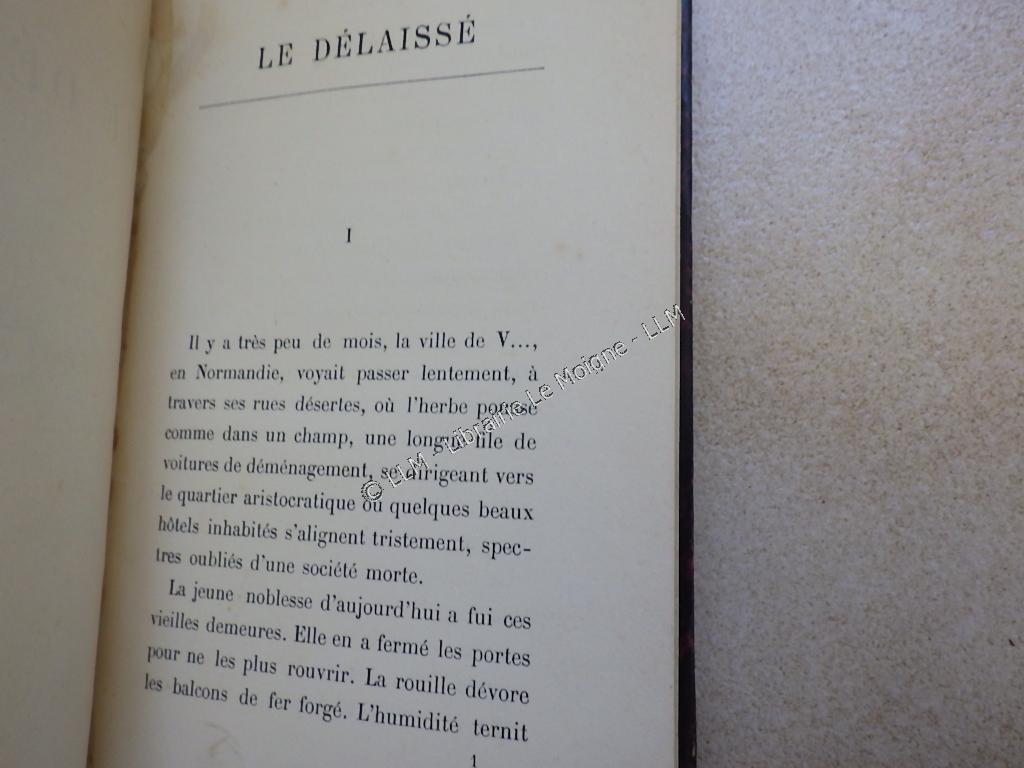 LE DÉLAISSÉ
I
Il y a très peu de mois, la ville de V...,
en Normandie, voyait passer lentement, à
travers ses rues désertes, où l'herbe pousse
comme dans un champ, une longue file de
voitures de déménagement, se dirigeant vers
le quartier aristocratique où quelques beaux
hôtels inhabités s'alignent tristement, spec-
tres oubliés d'une société morte.
La jeune noblesse d'aujourd'hui a fui ces
vieilles demeures. Elle en a fermé les portes
pour ne les plus rouvrir. La rouille dévore
les balcons de fer forgé. L'humidité ternit
1
© LLM - Librairie Le Moigne - LLM